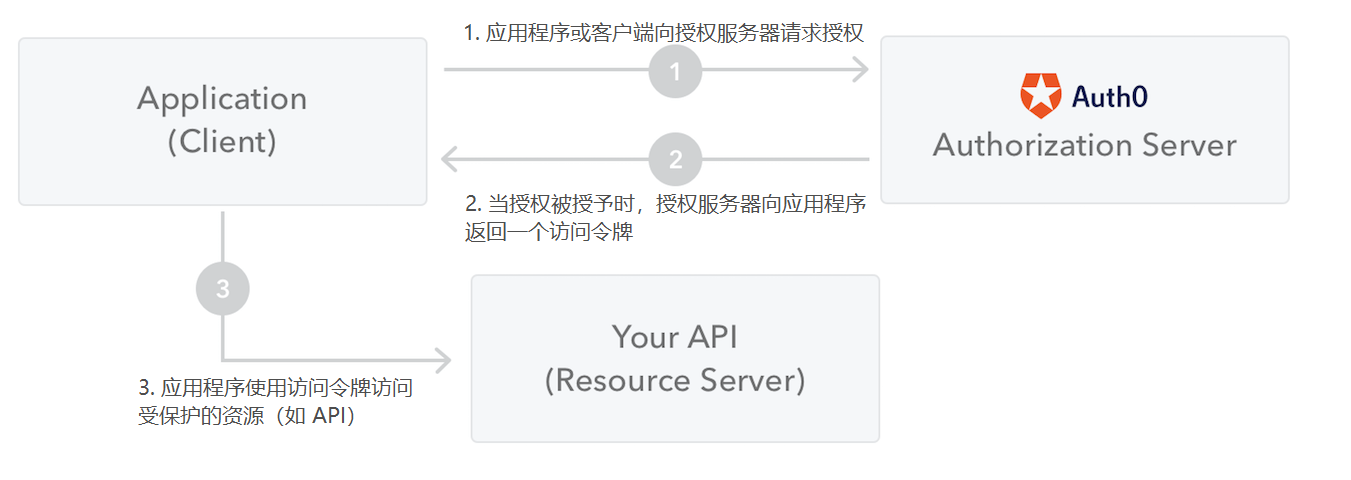 1. 应用程序或客户端向授权服务器请求授权
Application
(Client)
1
Auth0
Authorization Server
2
2. 当授权被授予时，授权服务器向应用程序
返回一个访问令牌
3
Your API
(Resource Server)
3. 应用程序使用访问令牌访问
受保护的资源（如 API）